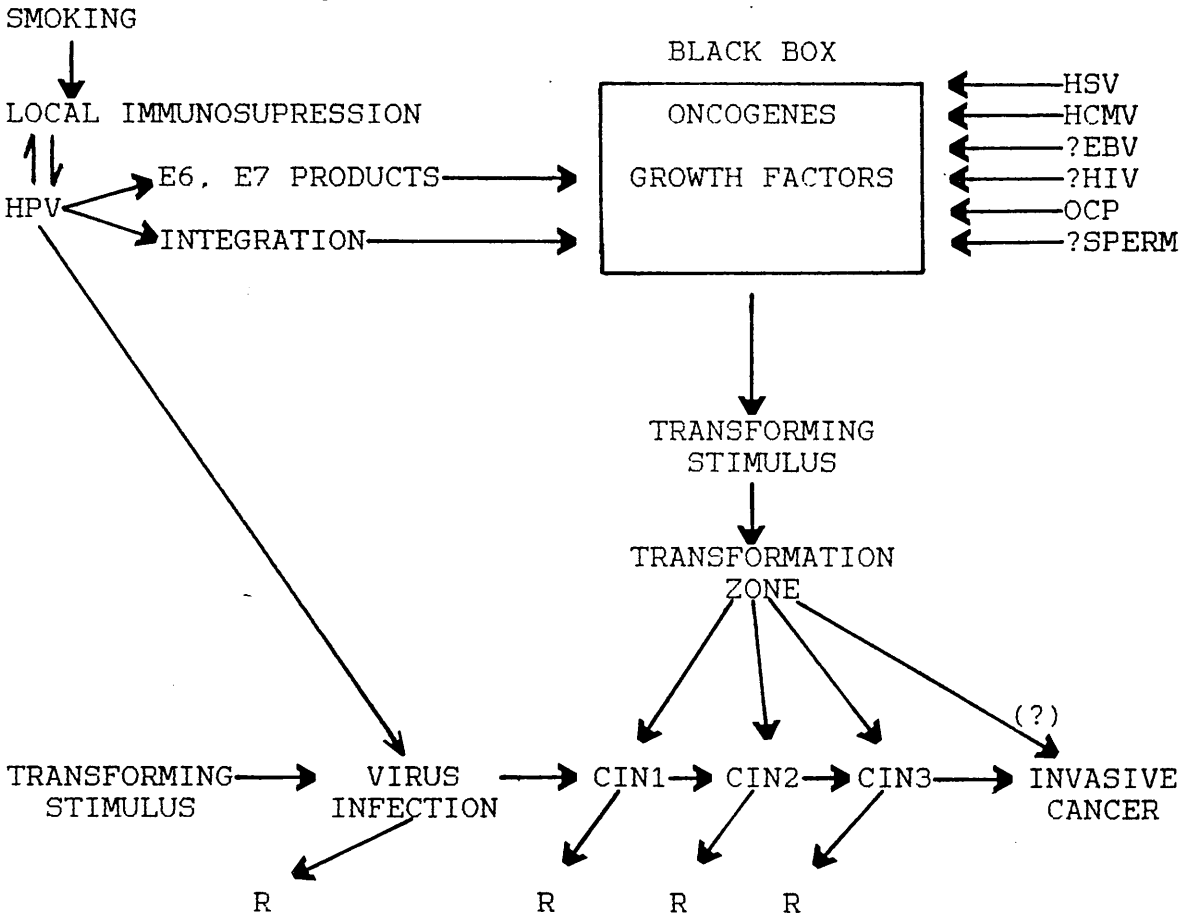 SMOKING
BLACK BOX
LOCAL IMMUNOSUPRESSION
ONCOGENES
GROWTH FACTORS
HSV
HCMV
?EBV
?HIV
OCP
?SPERM
E6, E7 PRODUCTS
HPV
INTEGRATION
TRANSFORMING
STIMULUS
TRANSFORMATION
ZONE
(?)
TRANSFORMING
STIMULUS
VIRUS
INFECTION
CIN1
CIN2
CIN3
INVASIVE
CANCER
R
R
R
R